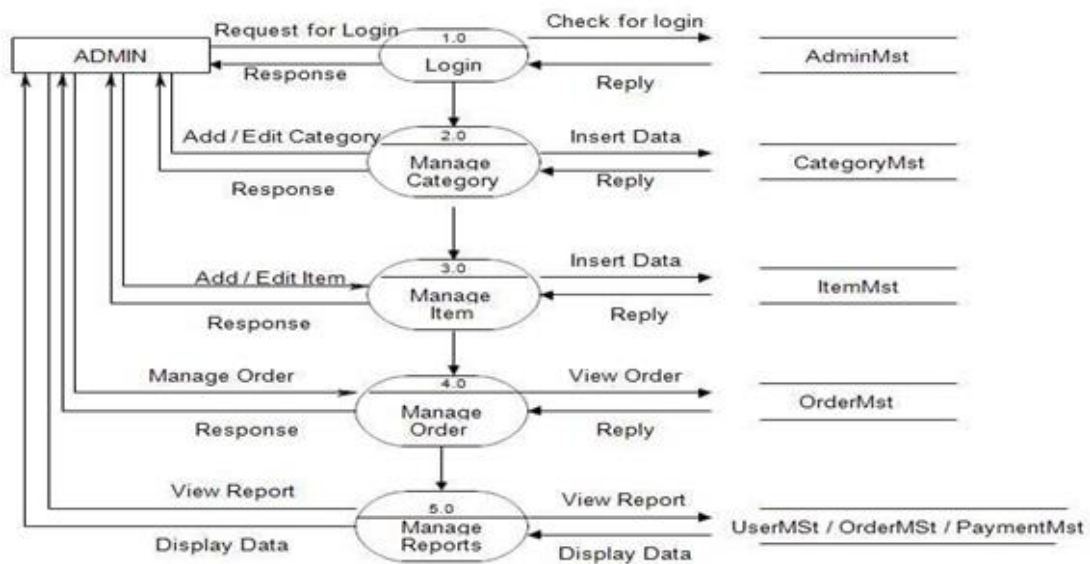 Request for Login
Check for login
ADMIN
1.0
Login
AdminMst
Response
Reply
Add / Edit Category
2.0
Insert Data
Manage
Category
CategoryMst
Response
Reply
3.0
Insert Data
Add / Edit Item
Manage
Item
ItemMst
Response
Reply
Manage Order
4.0
View Order
Manage
Order
OrderMst
Response
Reply
View Report
5.0
View Report
Manage
Reports
UserMSt / OrderMSt / PaymentMst
Display Data
Display Data